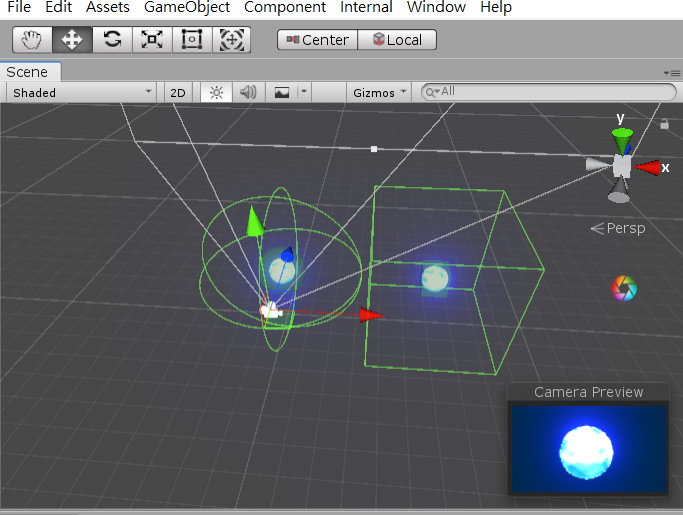 File Edit Assets GameObject Component Internal Window Help
Center Local
Scene
Shaded 2D Gizmos All
y
x
Persp
Camera Preview